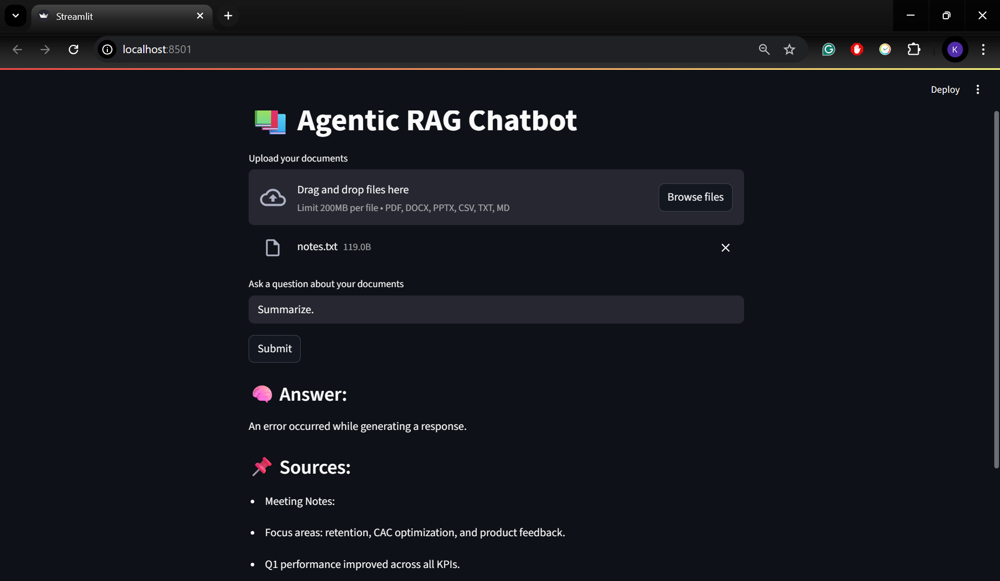 Streamlit
localhost:8501
K
Deploy
Agentic RAG Chatbot
Upload your documents
Drag and drop files here
Limit 200MB per file • PDF, DOCX, PPTX, CSV, TXT, MD
Browse files
notes.txt 119.0B
Ask a question about your documents
Summarize.
Submit
Answer:
An error occurred while generating a response.
Sources:
• Meeting Notes:
• Focus areas: retention, CAC optimization, and product feedback.
• Q1 performance improved across all KPIs.